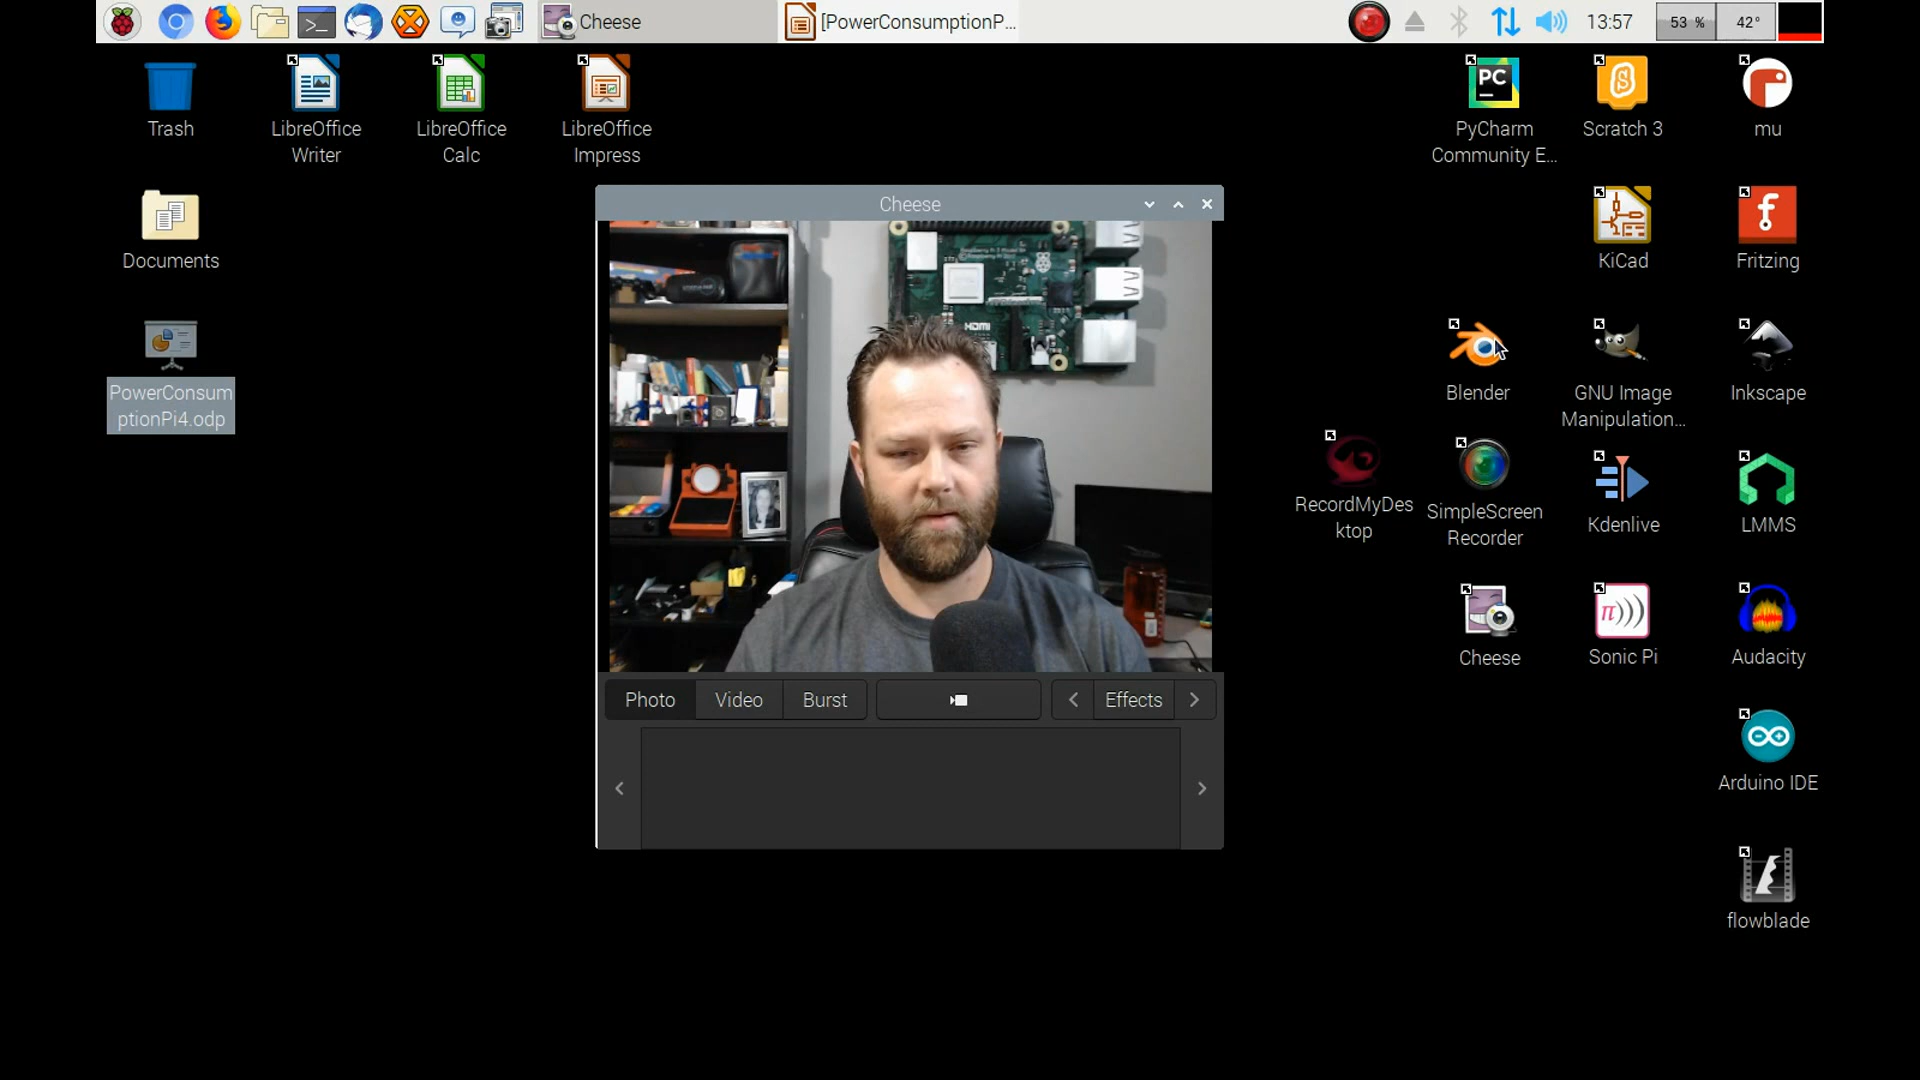 Cheese
[PowerConsumptionP...
13:57
53 %
42°
Trash
LibreOffice
Writer
LibreOffice
Calc
LibreOffice
Impress
PC
PyCharm
Community E...
Scratch 3
mu
Documents
KiCad
Fritzing
PowerConsum
ptionPi4.odp
Cheese
HDMI
Blender
GNU Image
Manipulation...
Inkscape
RecordMyDes
ktop
SimpleScreen
Recorder
Kdenlive
LMMS
Cheese
Sonic Pi
Audacity
Photo
Video
Burst
Effects
Arduino IDE
flowblade